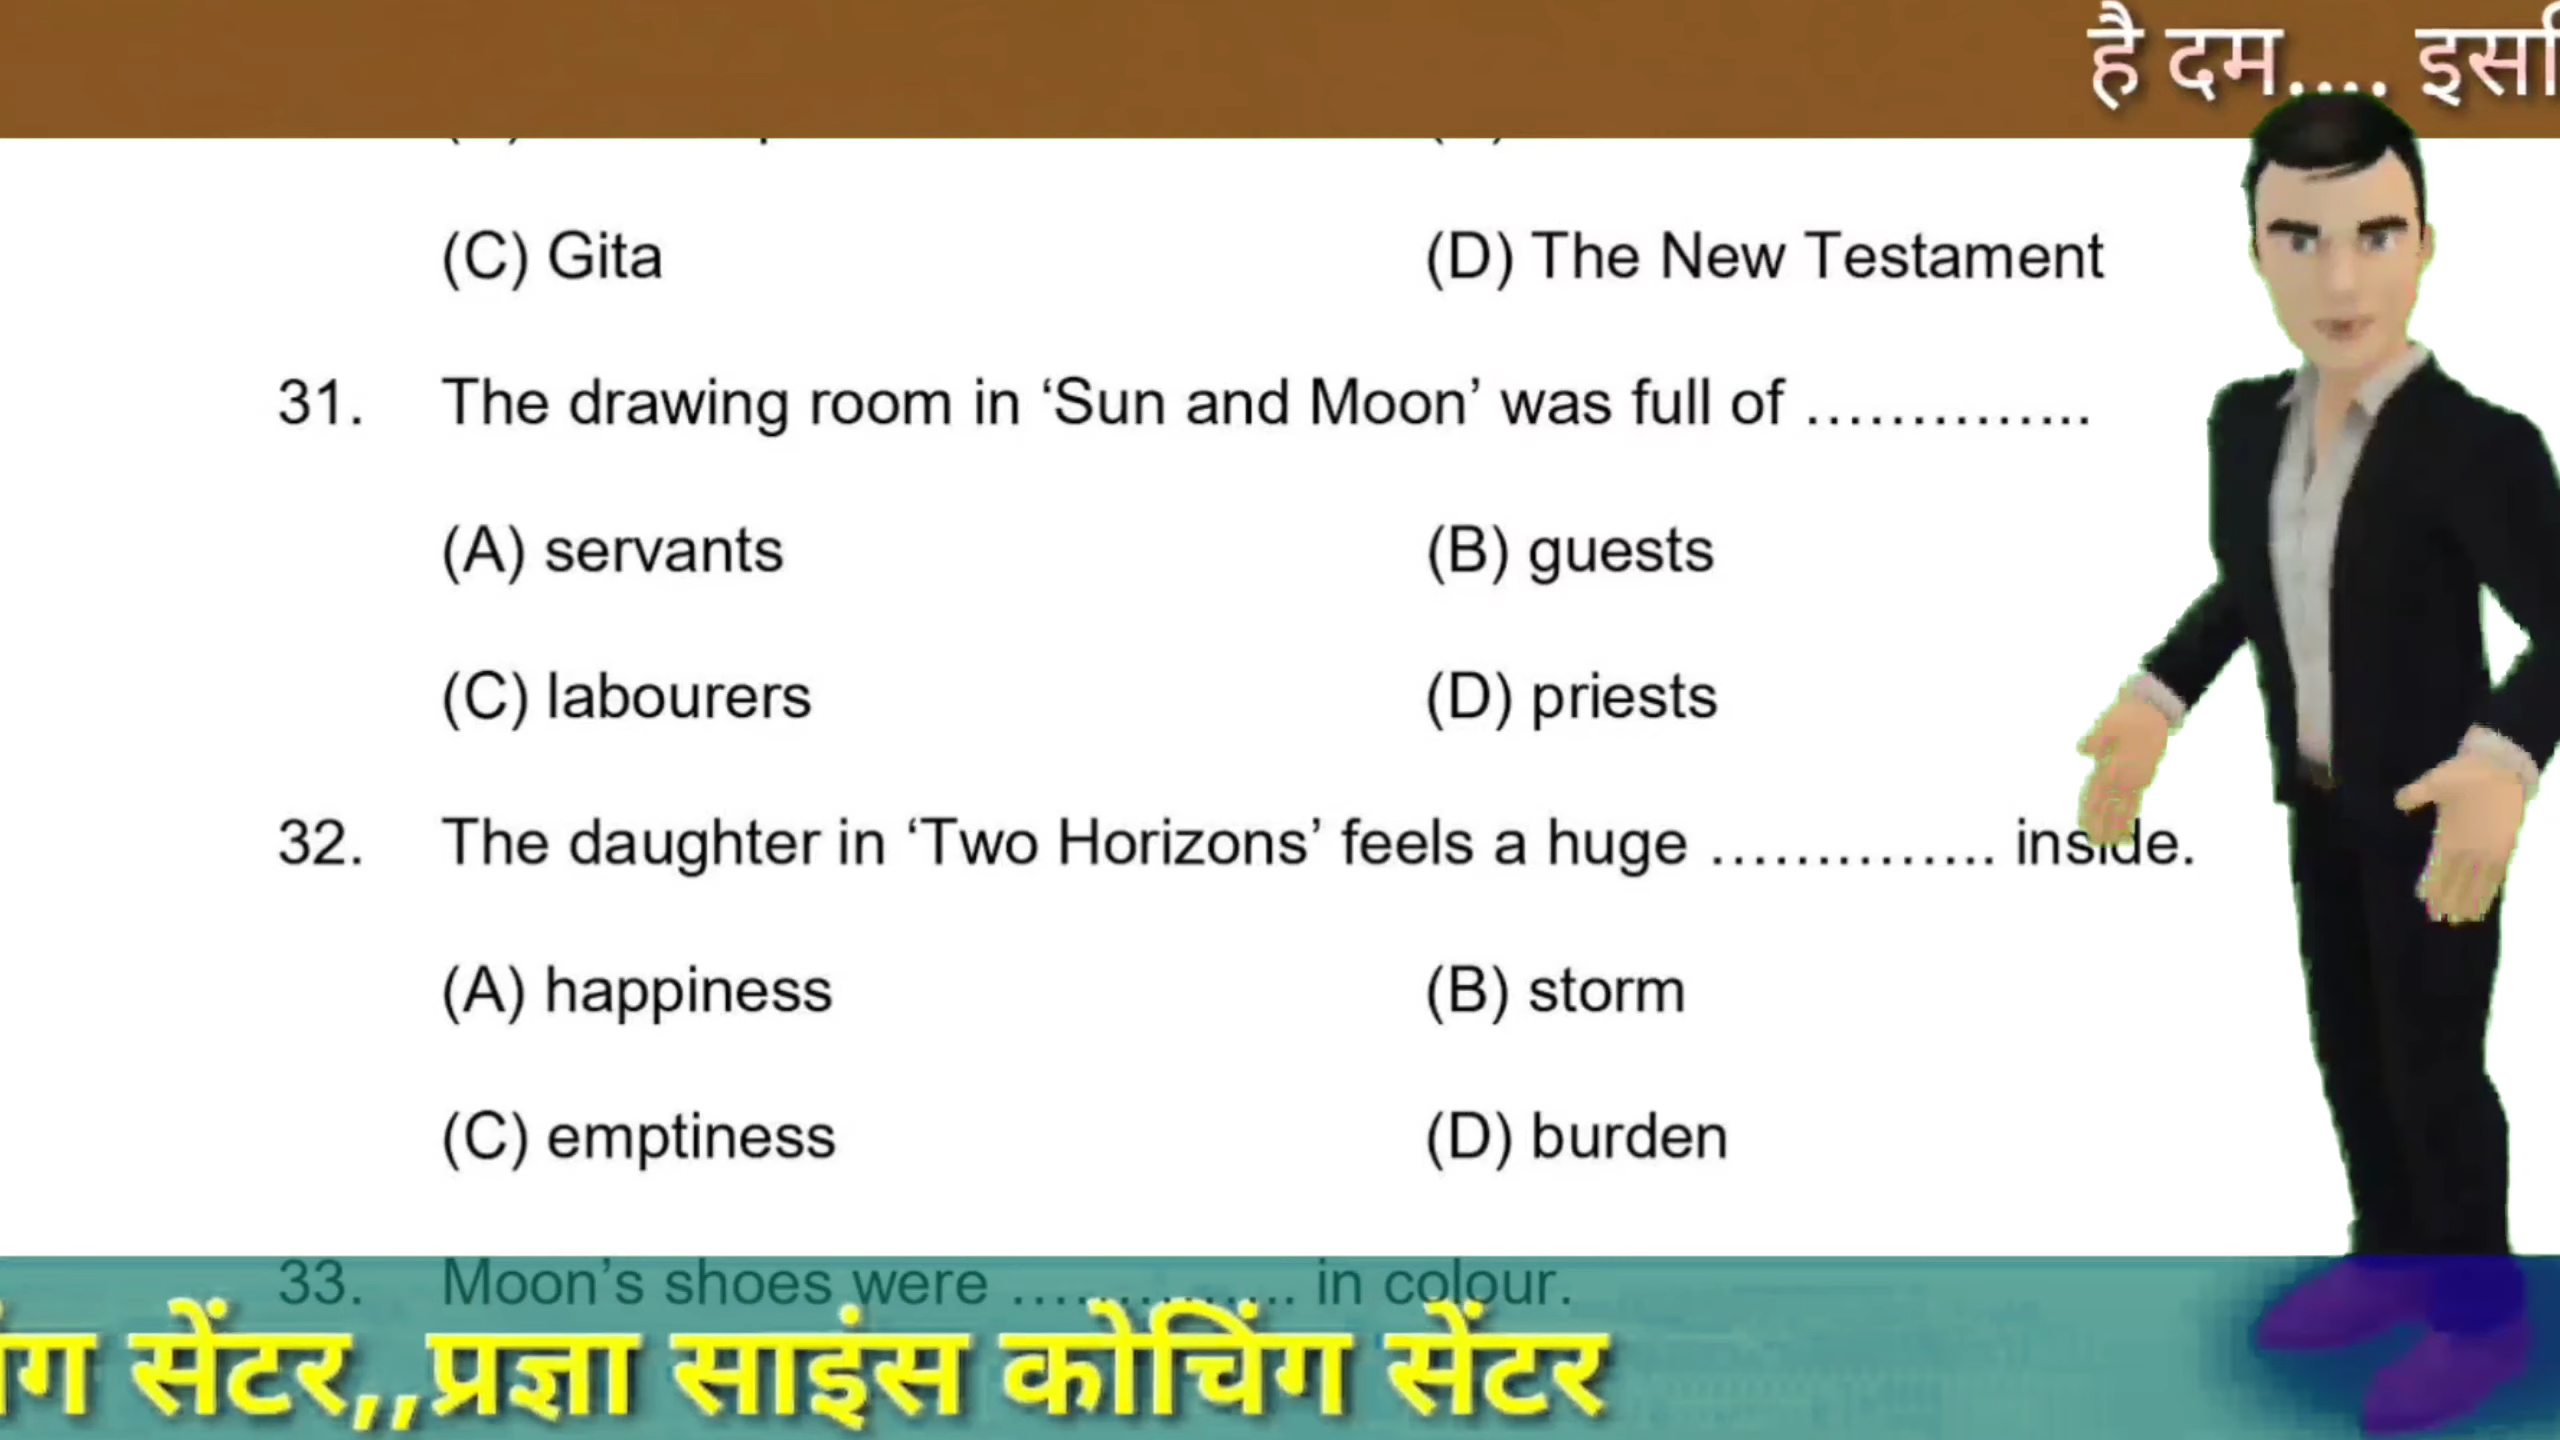 है दम.... इसि
(C) Gita (D) The New Testament
31. The drawing room in ‘Sun and Moon’ was full of ..............
(A) servants (B) guests
(C) labourers (D) priests
32. The daughter in ‘Two Horizons’ feels a huge .............. inside.
(A) happiness (B) storm
(C) emptiness (D) burden
33. Moon’s shoes were .............. in colour.
सेंटर,,प्रज्ञा साइंस कोचिंग सेंटर